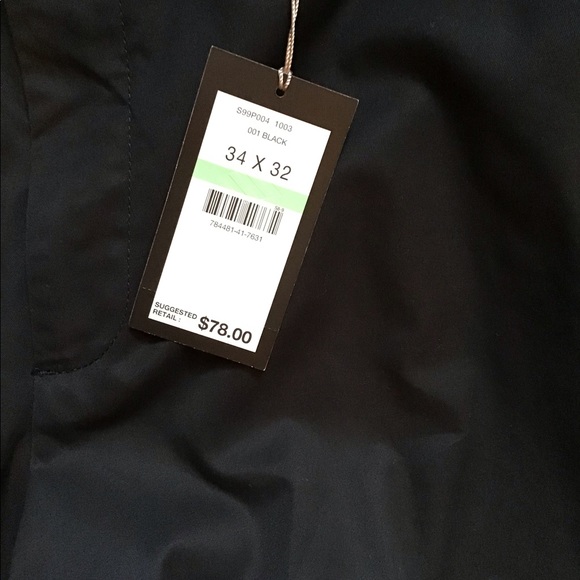 S99P004 1003
001 BLACK
34 X 32
784481-41-7631
SUGGESTED
RETAIL: $78.00